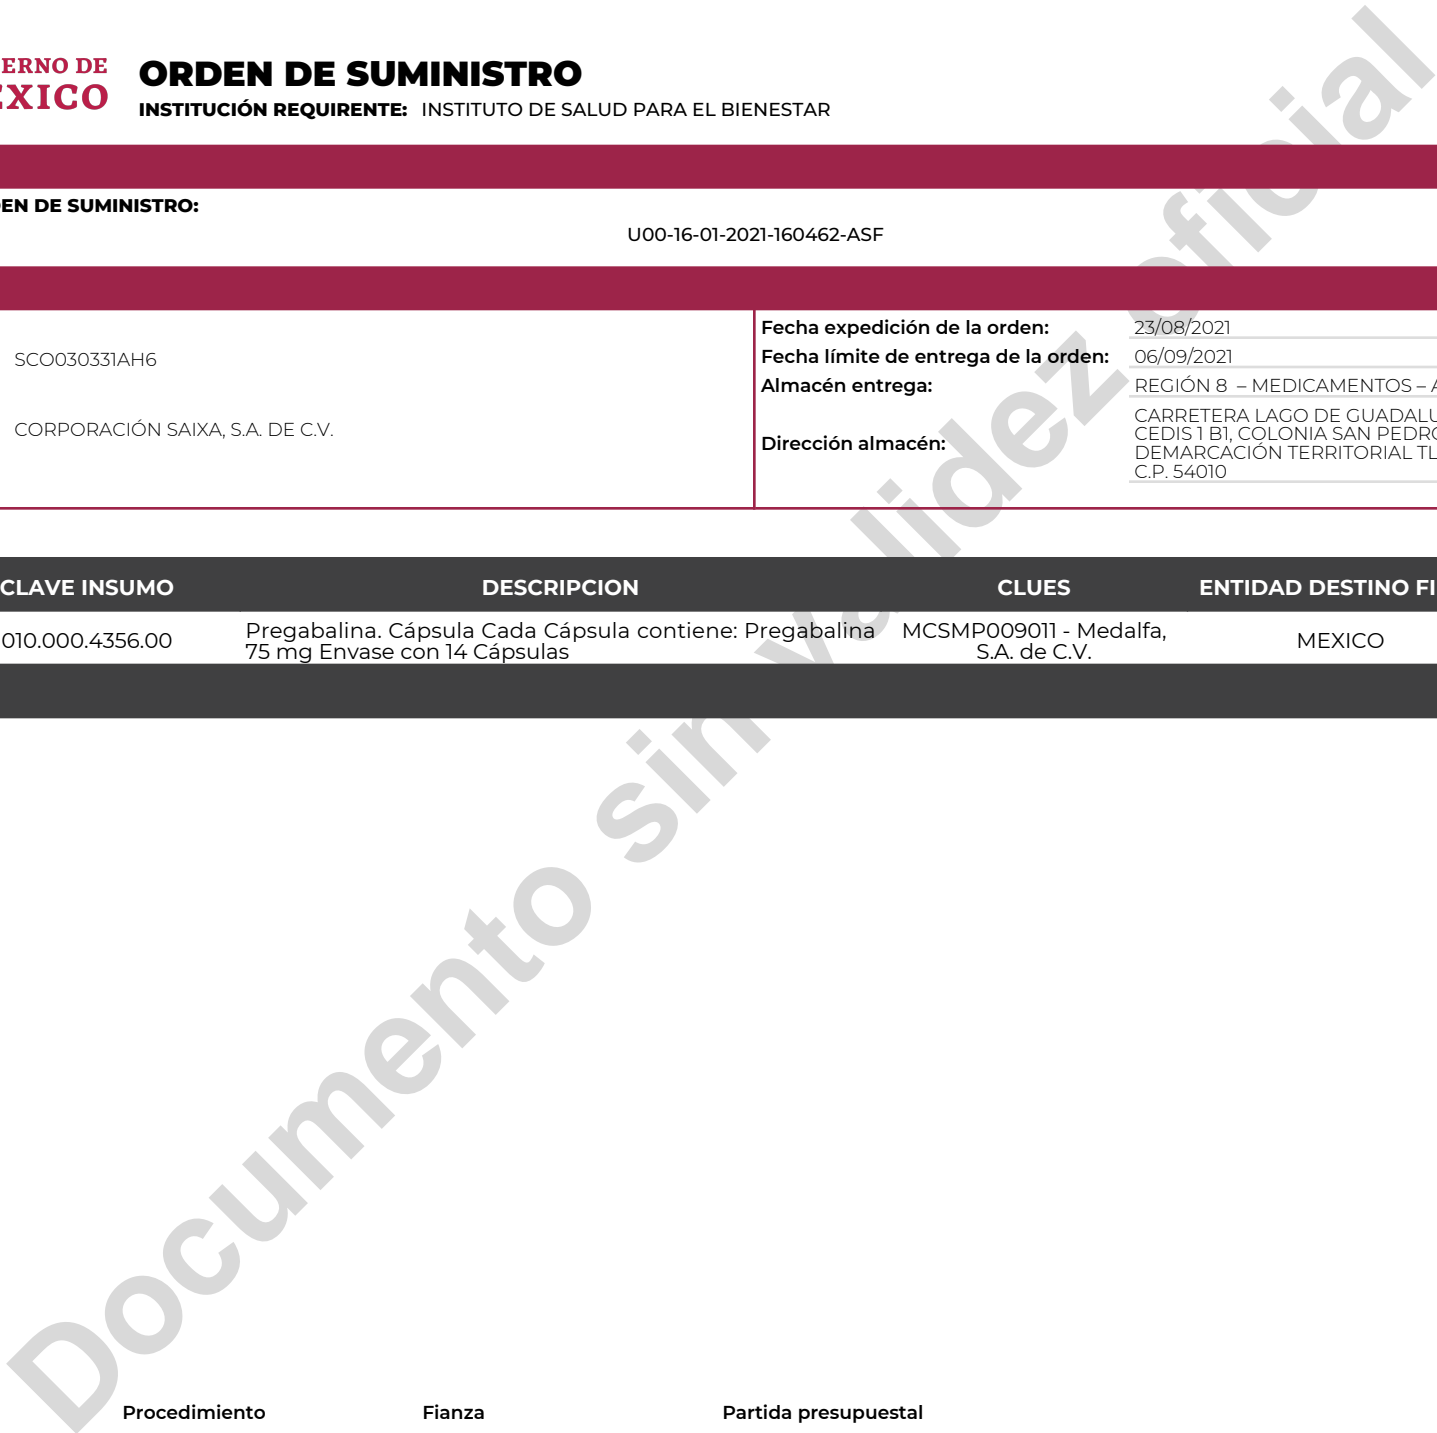 ERNO DE
EXICO
ORDEN DE SUMINISTRO
INSTITUCIÓN REQUIRENTE: INSTITUTO DE SALUD PARA EL BIENESTAR
EN DE SUMINISTRO:
U00-16-01-2021-160462-ASF
SCO030331AH6
CORPORACIÓN SAIXA, S.A. DE C.V.
Fecha expedición de la orden: 23/08/2021
Fecha límite de entrega de la orden: 06/09/2021
Almacén entrega: REGIÓN 8 – MEDICAMENTOS – A
Dirección almacén:
CARRETERA LAGO DE GUADALU
CEDIS 1 B1, COLONIA SAN PEDRO
DEMARCACIÓN TERRITORIAL TL
C.P. 54010
CLAVE INSUMO DESCRIPCION CLUES ENTIDAD DESTINO FI
010.000.4356.00
Pregabalina. Cápsula Cada Cápsula contiene: Pregabalina
75 mg Envase con 14 Cápsulas
MCSMP009011 - Medalfa,
S.A. de C.V.
MEXICO
Documento sin validez oficial
Procedimiento Fianza Partida presupuestal